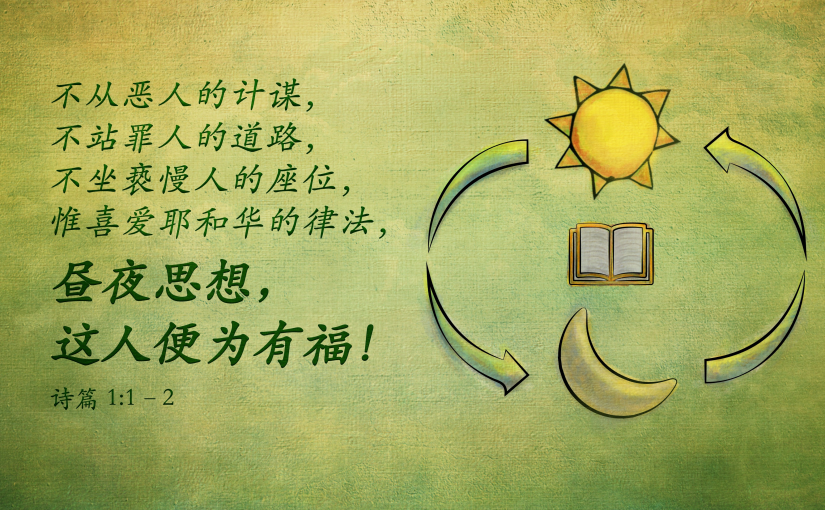 不从恶人的计谋，
不站罪人的道路，
不坐亵慢人的座位，
惟喜爱耶和华的律法，
昼夜思想，
这人便为有福！
诗篇 1:1 – 2